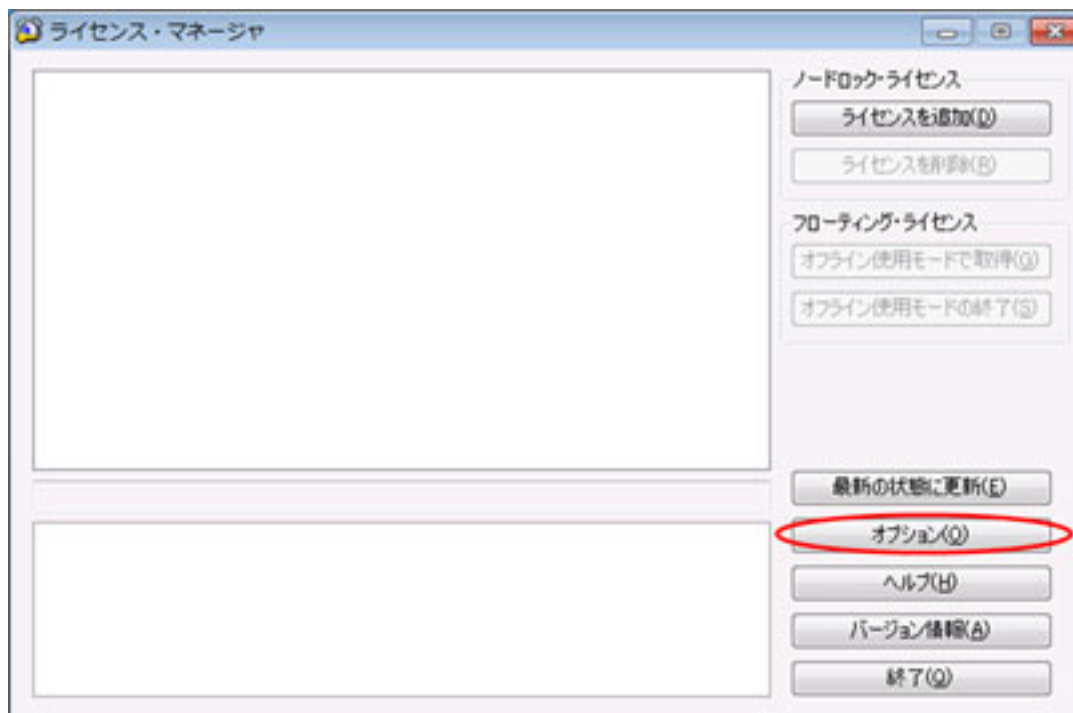 ライセンス・マネージャ
ノードロック・ライセンス
ライセンスを追加(D)
ライセンスを削除(R)
フローティング・ライセンス
オフライン使用モードで取得(G)
オフライン使用モードの終了(S)
最新の状態に更新(E)
オプション(O)
ヘルプ(H)
バージョン情報(A)
終了(Q)